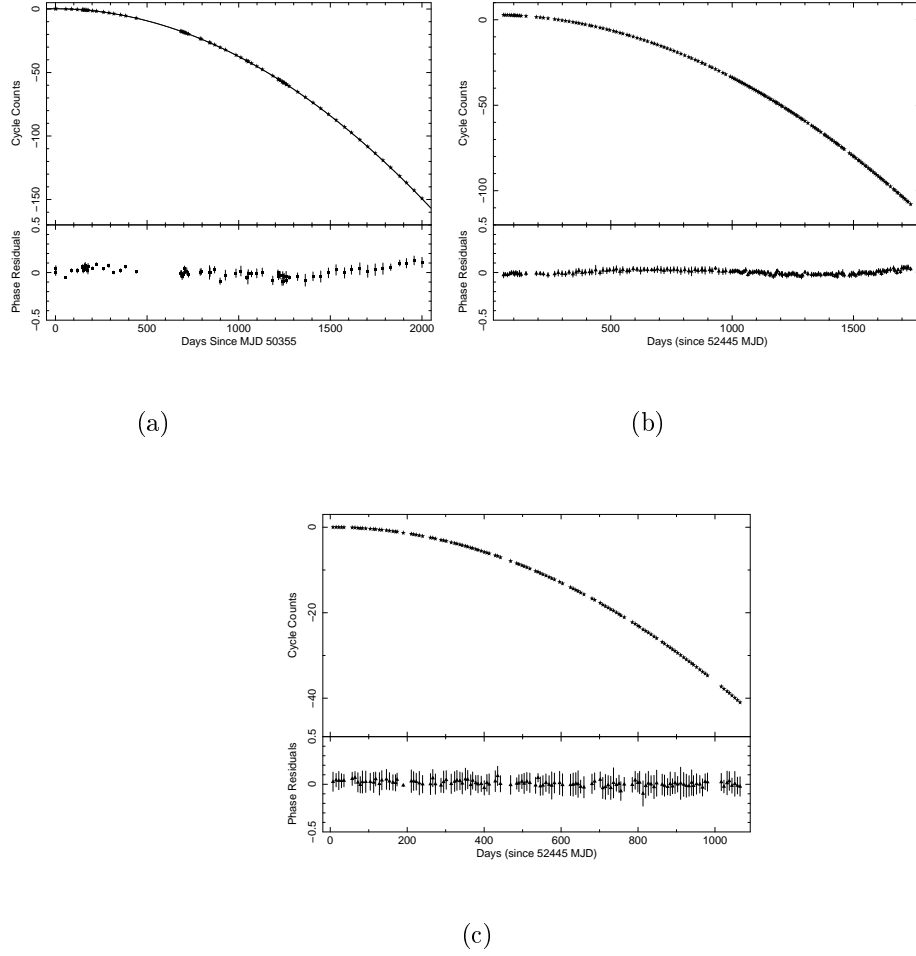 0
−50
−100
−150
Cycle Counts
0.5
0
−0.5
Phase Residuals
0 500 1000 1500 2000
Days Since MJD 50355
(a)
0
−50
−100
Cycle Counts
0.5
0
−0.5
Phase Residuals
500 1000 1500
Days (since 52445 MJD)
(b)
0
−20
−40
Cycle Counts
0.5
0
−0.5
Phase Residuals
0 200 400 600 800 1000
Days (since 52445 MJD)
(c)